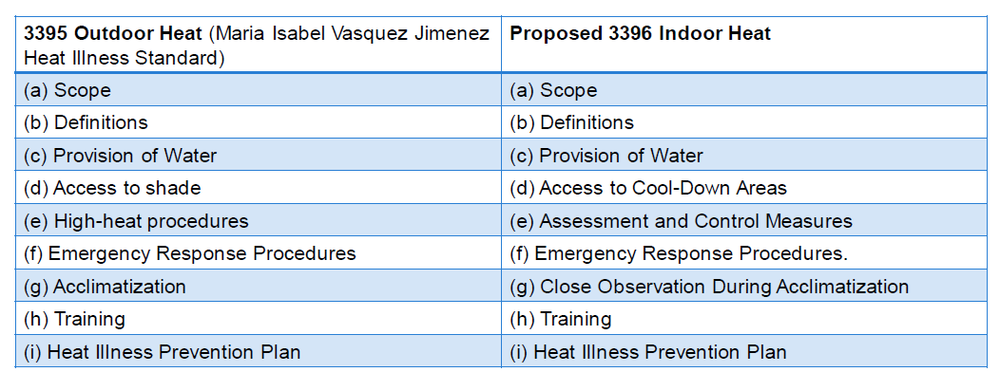 3395 Outdoor Heat (Maria Isabel Vasquez Jimenez
Heat Illness Standard)
Proposed 3396 Indoor Heat
(a) Scope
(a) Scope
(b) Definitions
(b) Definitions
(c) Provision of Water
(c) Provision of Water
(d) Access to shade
(d) Access to Cool-Down Areas
(e) High-heat procedures
(e) Assessment and Control Measures
(f) Emergency Response Procedures
(f) Emergency Response Procedures.
(g) Acclimatization
(g) Close Observation During Acclimatization
(h) Training
(h) Training
(i) Heat Illness Prevention Plan
(i) Heat Illness Prevention Plan